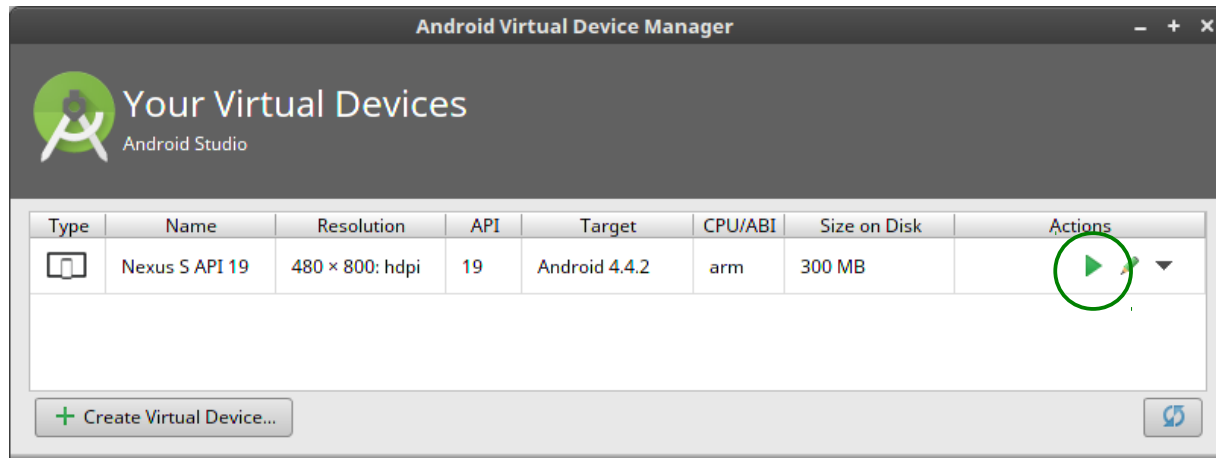 Android Virtual Device Manager
Your Virtual Devices
Android Studio
Type Name Resolution API Target CPU/ABI Size on Disk Actions
Nexus S API 19 480 × 800: hdpi 19 Android 4.4.2 arm 300 MB
Create Virtual Device...